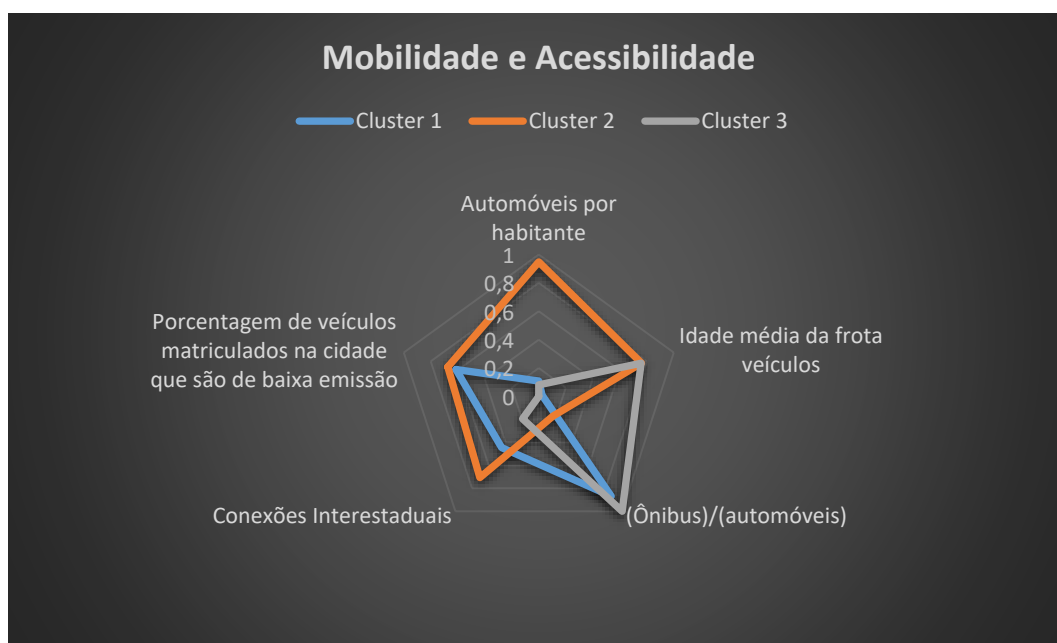 Mobilidade e Acessibilidade
Cluster 1
Cluster 2
Cluster 3
Automóveis por
habitante
1
0,8
0,6
0,4
0,2
0
Idade média da frota
veículos
(Ônibus)/(automóveis)
Conexões Interestaduais
Porcentagem de veículos
matriculados na cidade
que são de baixa emissão